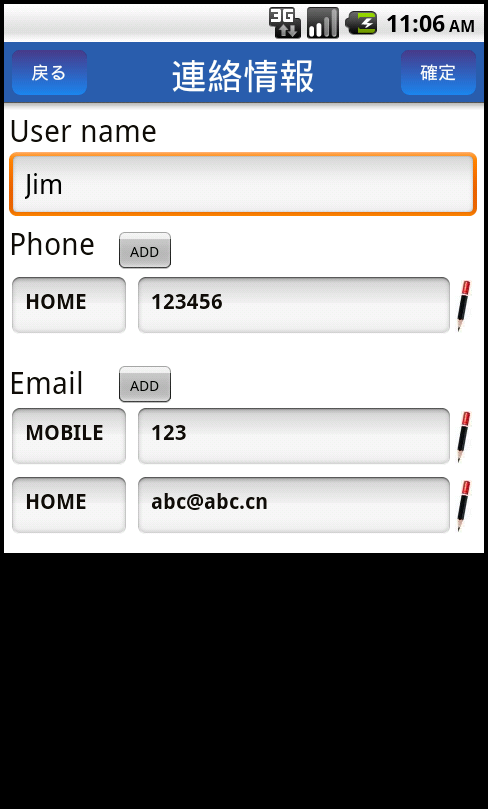 3G 11:06 AM
戻る 連絡情報 確定
User name
Jim
Phone ADD
HOME 123456
Email ADD
MOBILE 123
HOME abc@abc.cn